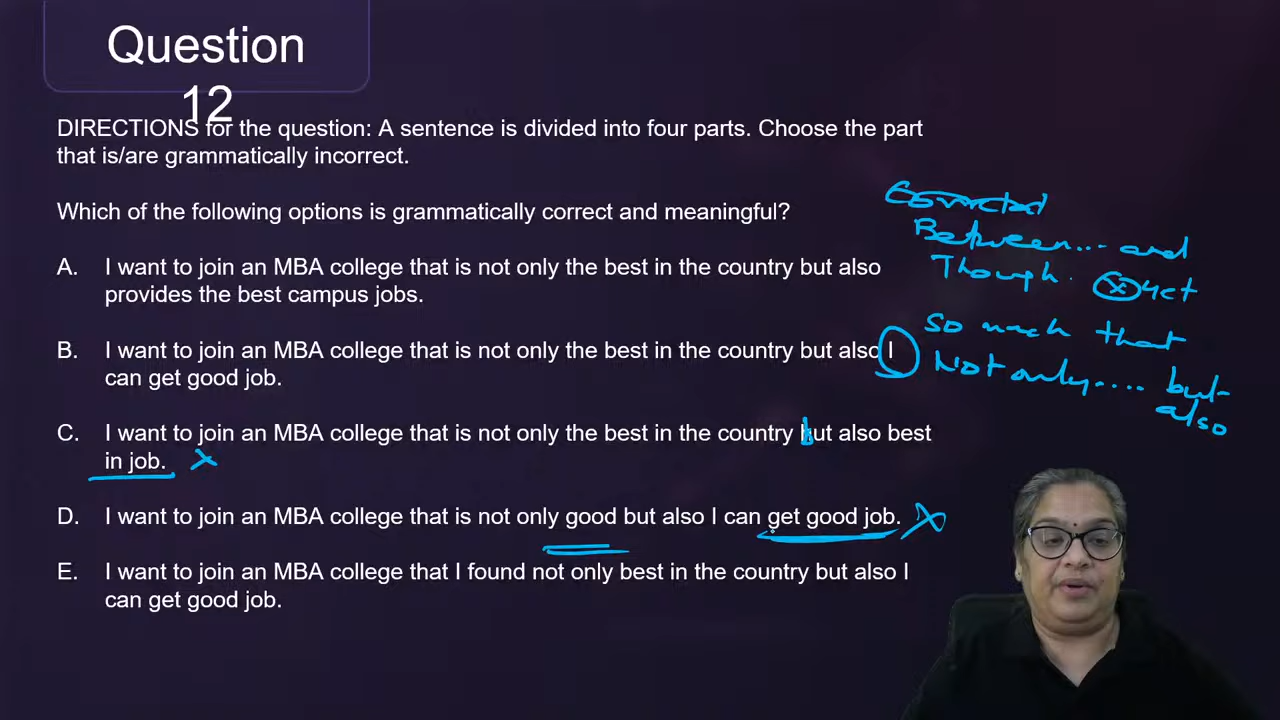 Question
12
DIRECTIONS for the question: A sentence is divided into four parts. Choose the part
that is/are grammatically incorrect.
Which of the following options is grammatically correct and meaningful?
A. I want to join an MBA college that is not only the best in the country but also
provides the best campus jobs.
B. I want to join an MBA college that is not only the best in the country but also I
can get good job.
C. I want to join an MBA college that is not only the best in the country but also best
in job.
D. I want to join an MBA college that is not only good but also I can get good job.
E. I want to join an MBA college that I found not only best in the country but also I
can get good job.
Between... and
Though. yet
so much that
Not only.... but
also